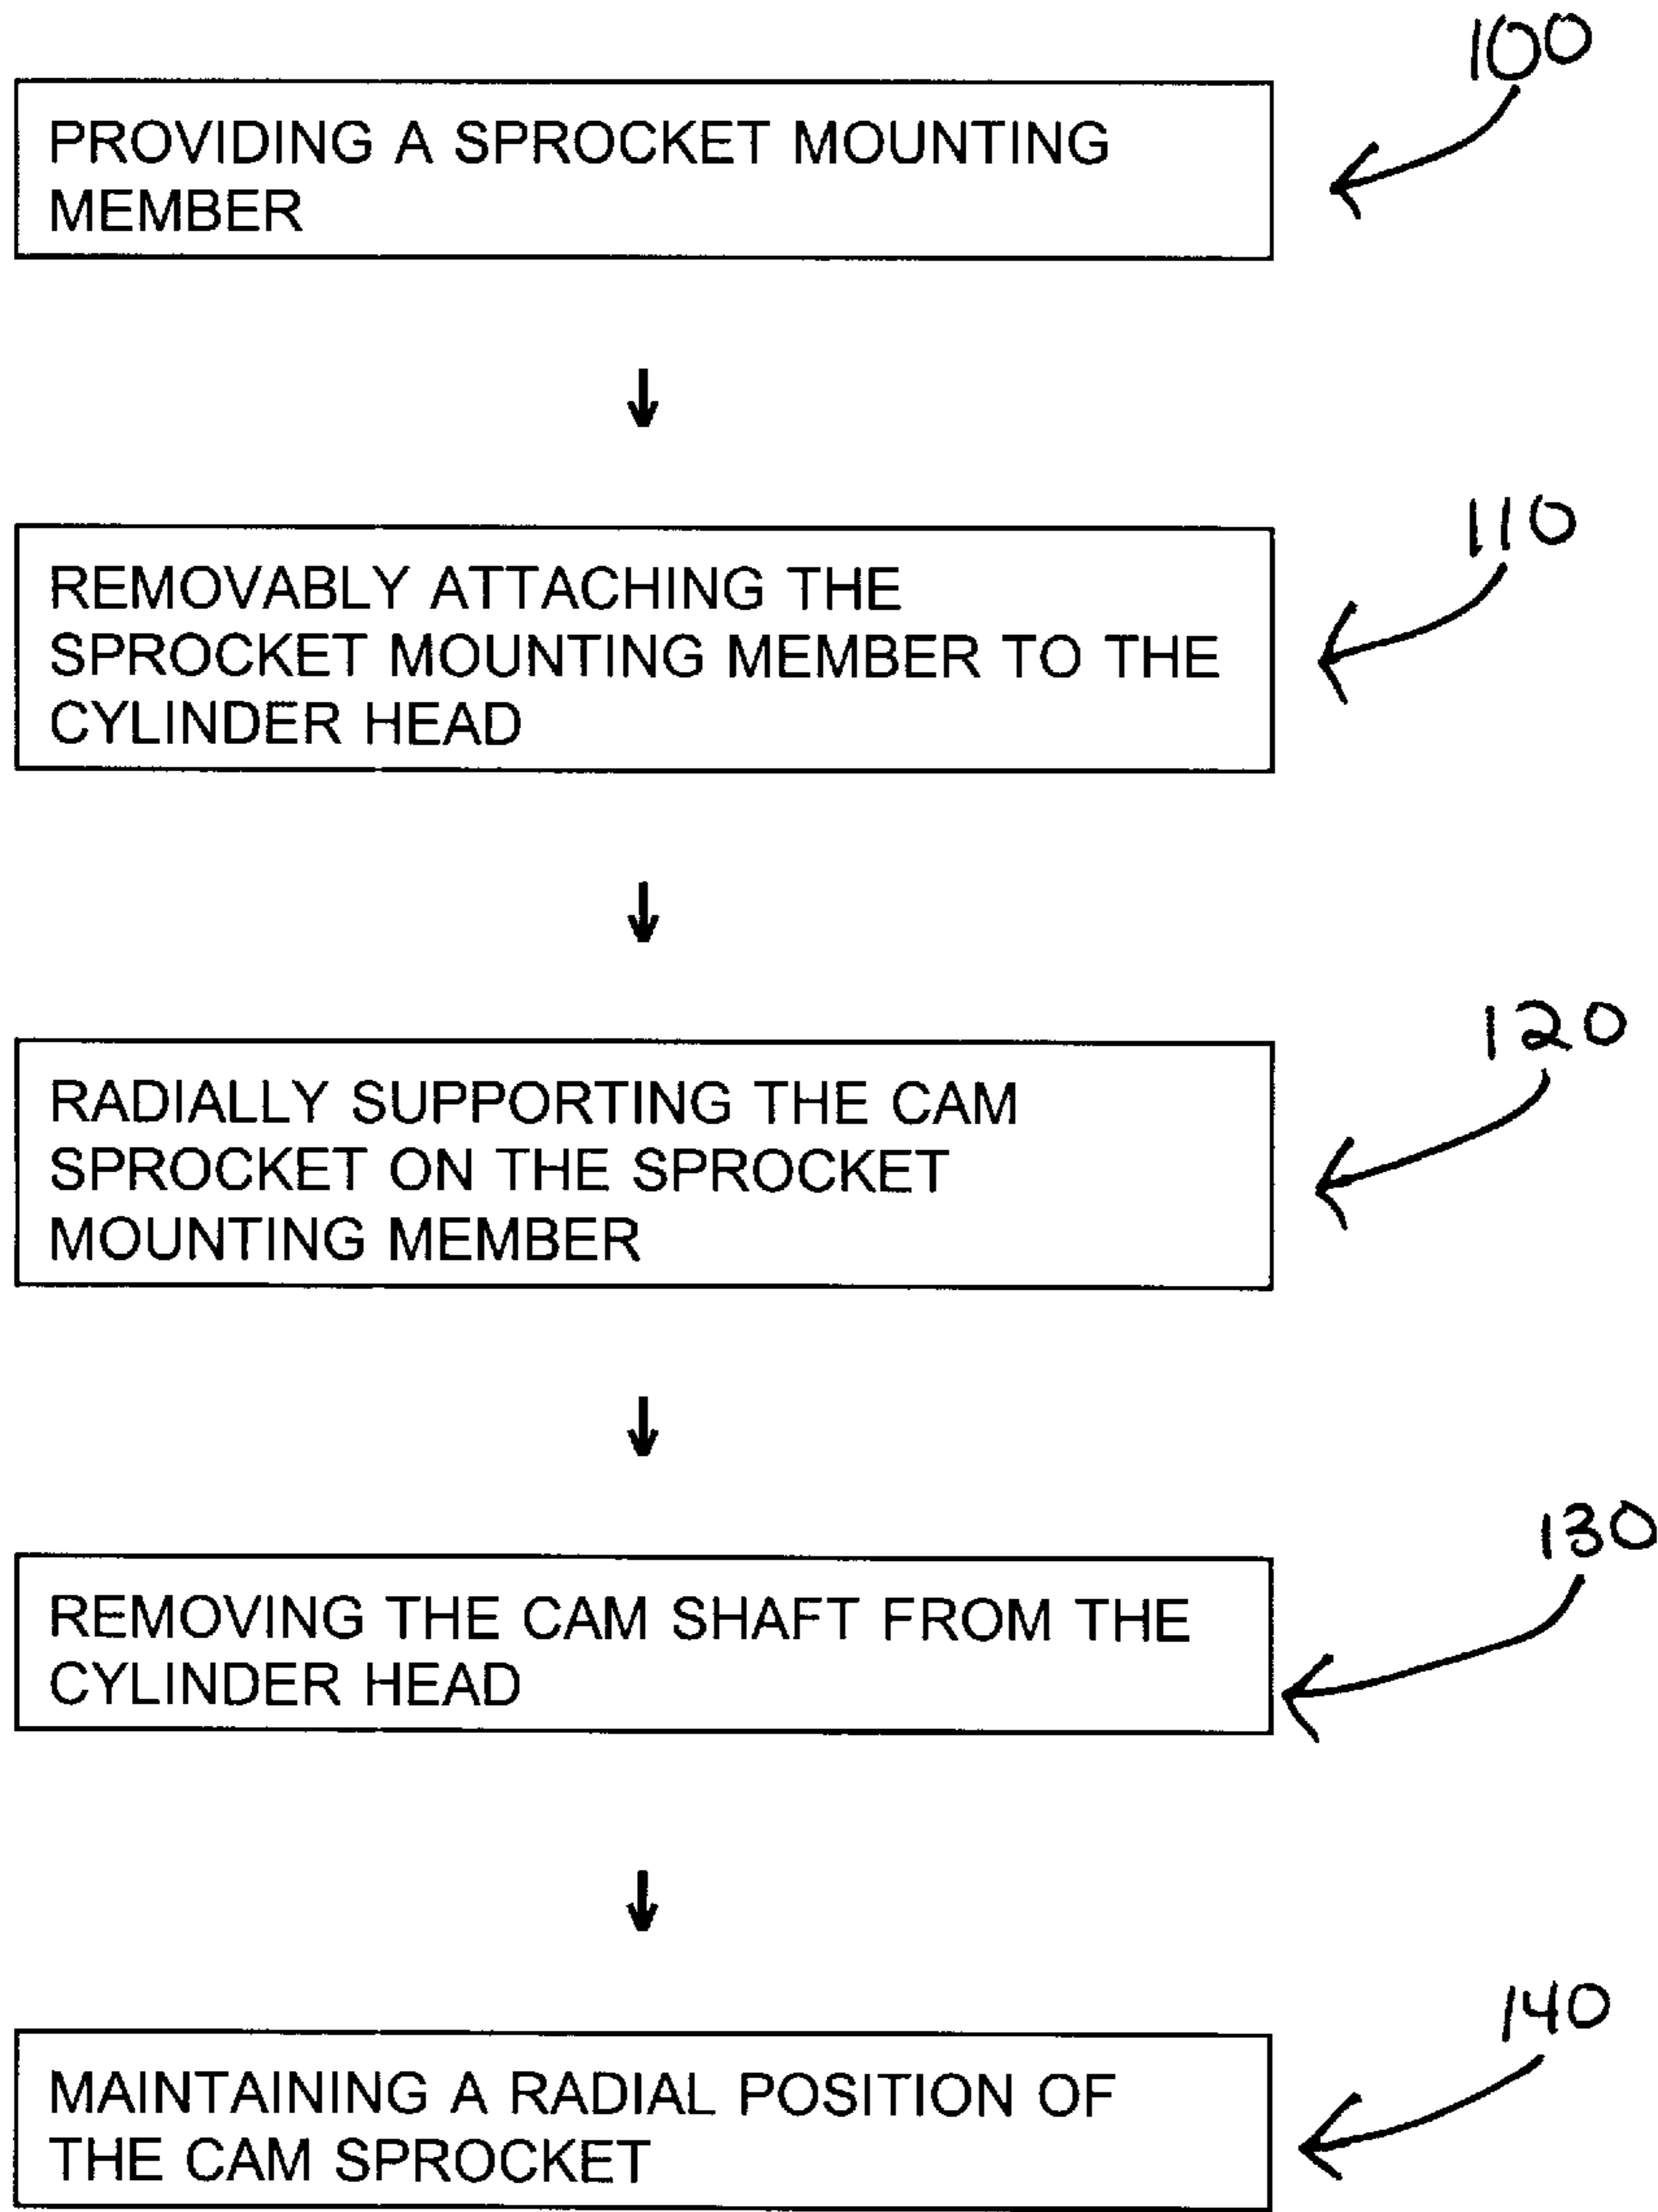 100
PROVIDING A SPROCKET MOUNTING
MEMBER
110
REMOVABLY ATTACHING THE
SPROCKET MOUNTING MEMBER TO THE
CYLINDER HEAD
120
RADIALLY SUPPORTING THE CAM
SPROCKET ON THE SPROCKET
MOUNTING MEMBER
130
REMOVING THE CAM SHAFT FROM THE
CYLINDER HEAD
140
MAINTAINING A RADIAL POSITION OF
THE CAM SPROCKET